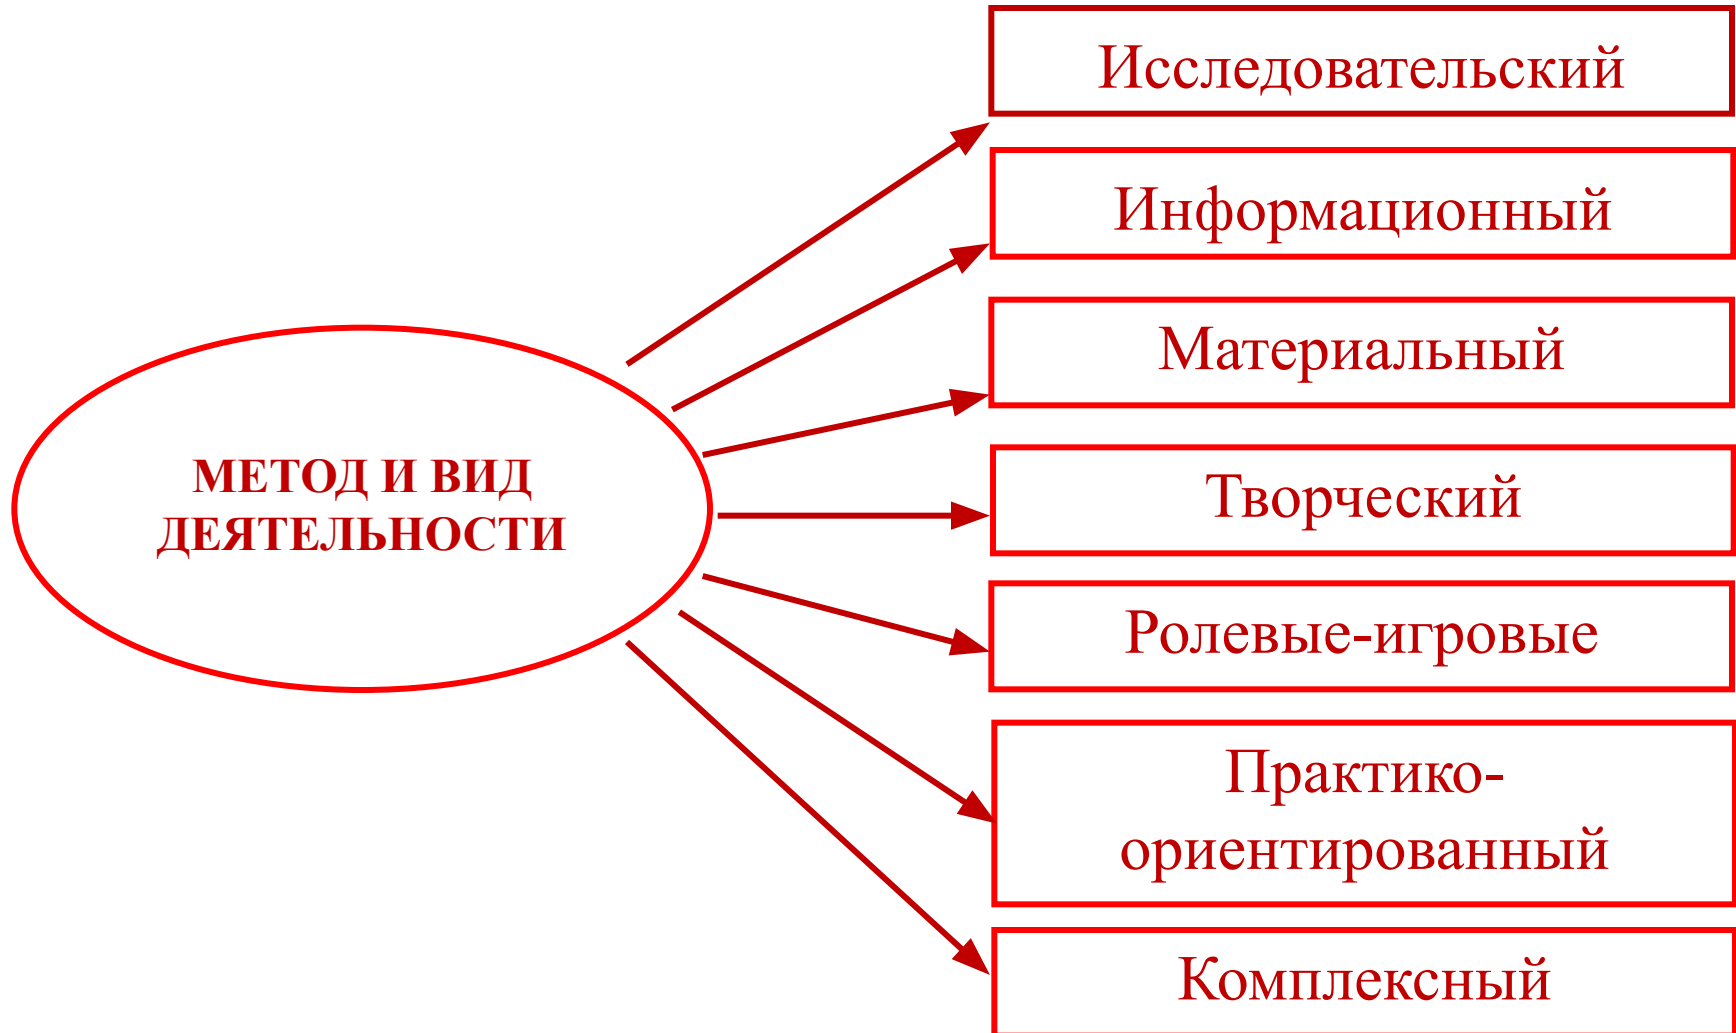 Исследовательский
Информационный
Материальный
МЕТОД И ВИД
ДЕЯТЕЛЬНОСТИ
Творческий
Ролевые-игровые
Практико-
ориентированный
Комплексный